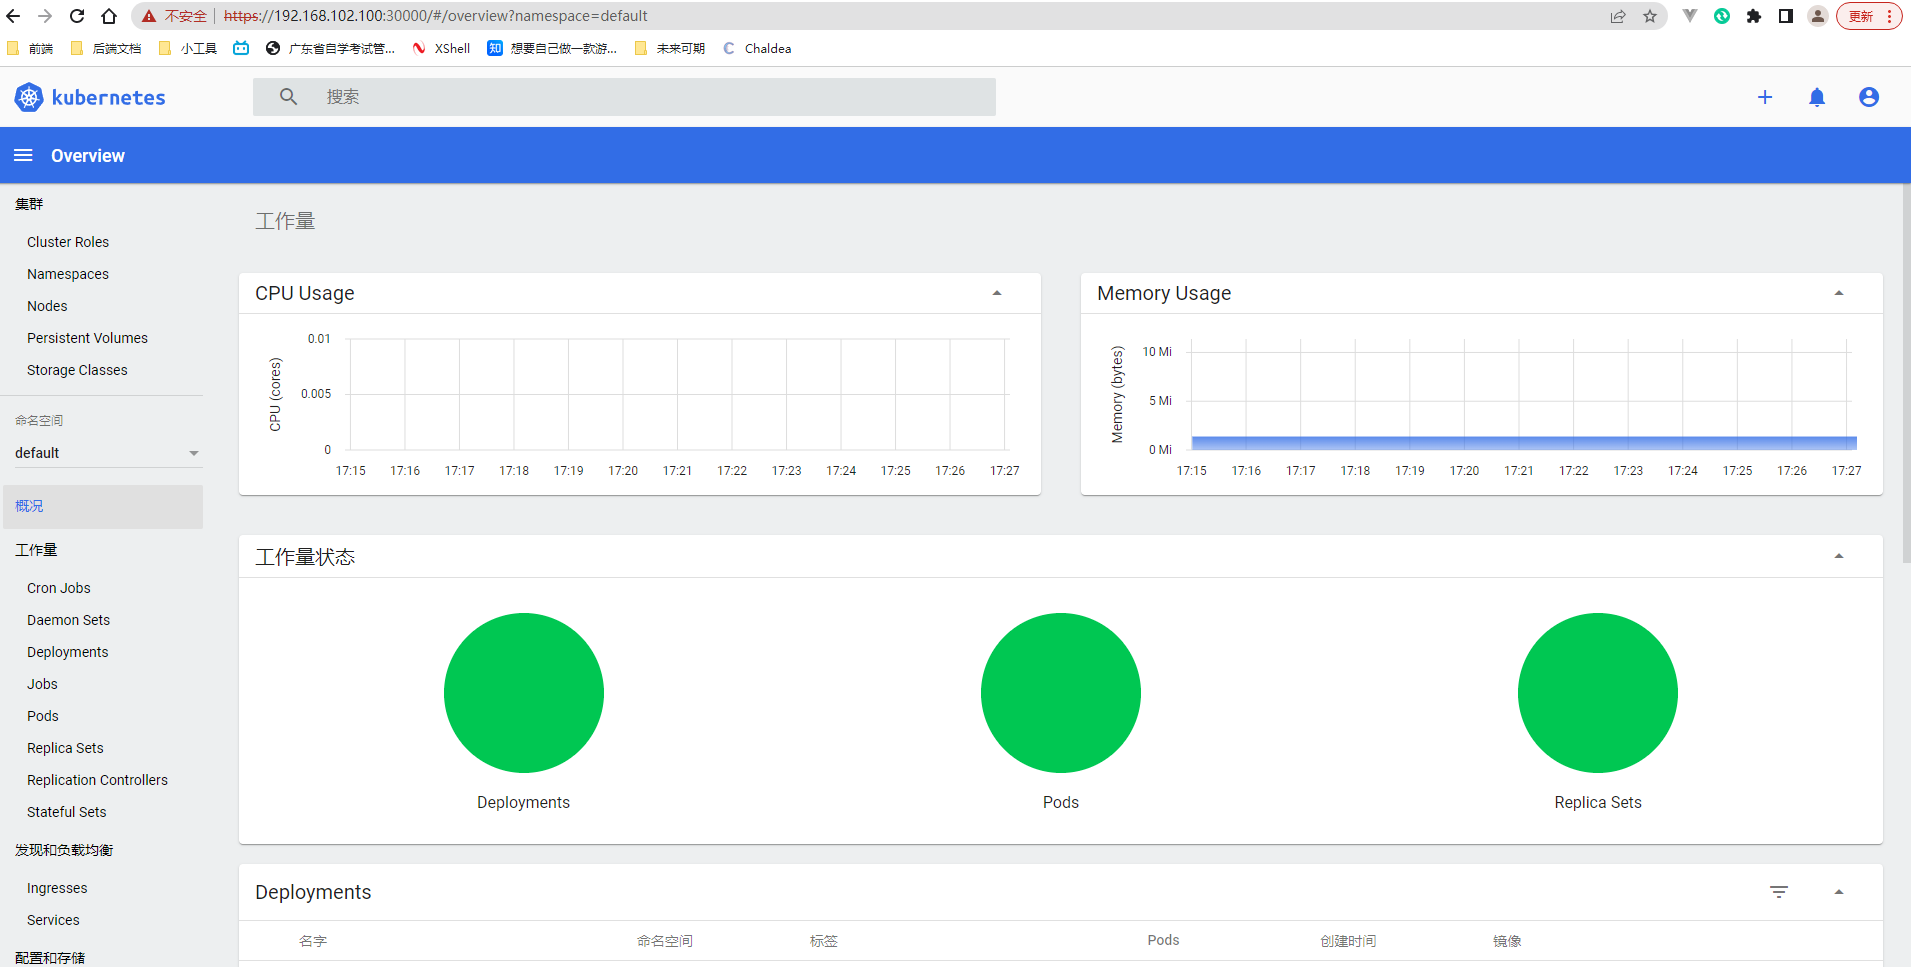 不安全 https://192.168.102.100:30000/#/overview?namespace=default 更新
前端 后端文档 小工具 广东省自学考试管... XShell 知 想要自己做一款游... 未来可期 C Chaldea
kubernetes 搜索
Overview
集群
Cluster Roles
Namespaces
Nodes
Persistent Volumes
Storage Classes
命名空间
default
概况
工作量
Cron Jobs
Daemon Sets
Deployments
Jobs
Pods
Replica Sets
Replication Controllers
Stateful Sets
发现和负载均衡
Ingresses
Services
配置和存储
工作量
CPU Usage
CPU (cores)
0.01
0.005
0
17:15 17:16 17:17 17:18 17:19 17:20 17:21 17:22 17:23 17:24 17:25 17:26 17:27
Memory Usage
Memory (bytes)
10 Mi
5 Mi
0 Mi
17:15 17:16 17:17 17:18 17:19 17:20 17:21 17:22 17:23 17:24 17:25 17:26 17:27
工作量状态
Deployments Pods Replica Sets
Deployments
名字 命名空间 标签 Pods 创建时间 镜像